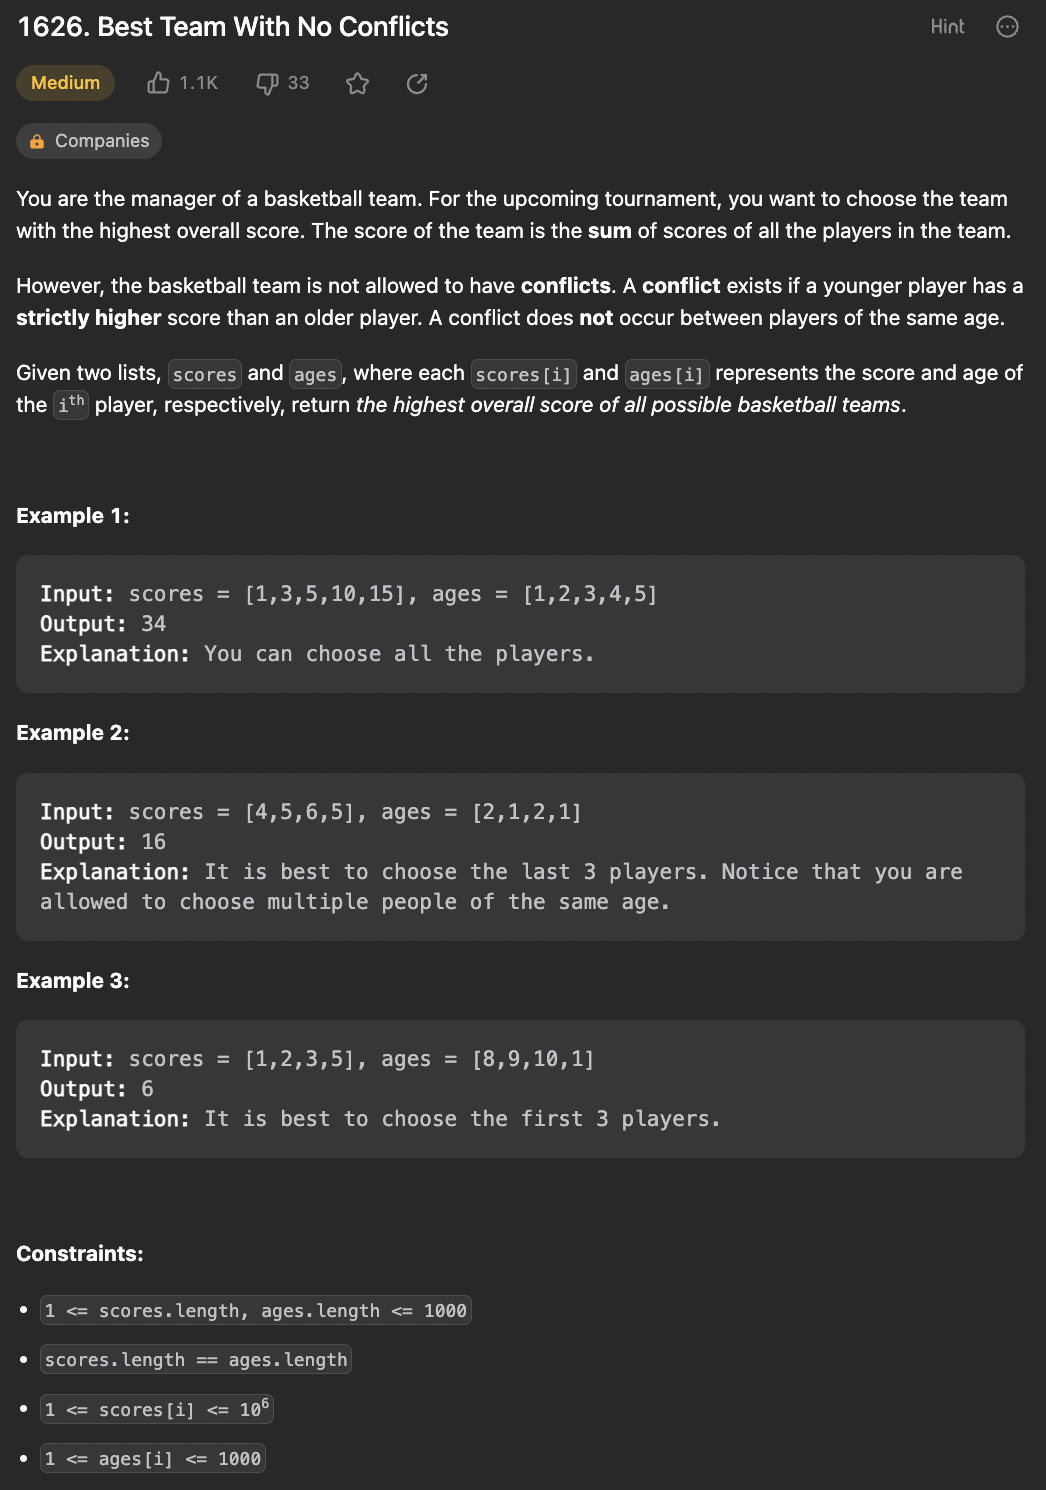 1626. Best Team With No Conflicts
Hint
Medium
1.1K
33
Companies
You are the manager of a basketball team. For the upcoming tournament, you want to choose the team
with the highest overall score. The score of the team is the sum of scores of all the players in the team.
However, the basketball team is not allowed to have conflicts. A conflict exists if a younger player has a
strictly higher score than an older player. A conflict does not occur between players of the same age.
Given two lists, scores and ages, where each scores[i] and ages[i] represents the score and age of
the iᵗʰ player, respectively, return the highest overall score of all possible basketball teams.
Example 1:
Input: scores = [1,3,5,10,15], ages = [1,2,3,4,5]
Output: 34
Explanation: You can choose all the players.
Example 2:
Input: scores = [4,5,6,5], ages = [2,1,2,1]
Output: 16
Explanation: It is best to choose the last 3 players. Notice that you are
allowed to choose multiple people of the same age.
Example 3:
Input: scores = [1,2,3,5], ages = [8,9,10,1]
Output: 6
Explanation: It is best to choose the first 3 players.
Constraints:
• 1 <= scores.length, ages.length <= 1000
• scores.length == ages.length
• 1 <= scores[i] <= 10⁶
• 1 <= ages[i] <= 1000